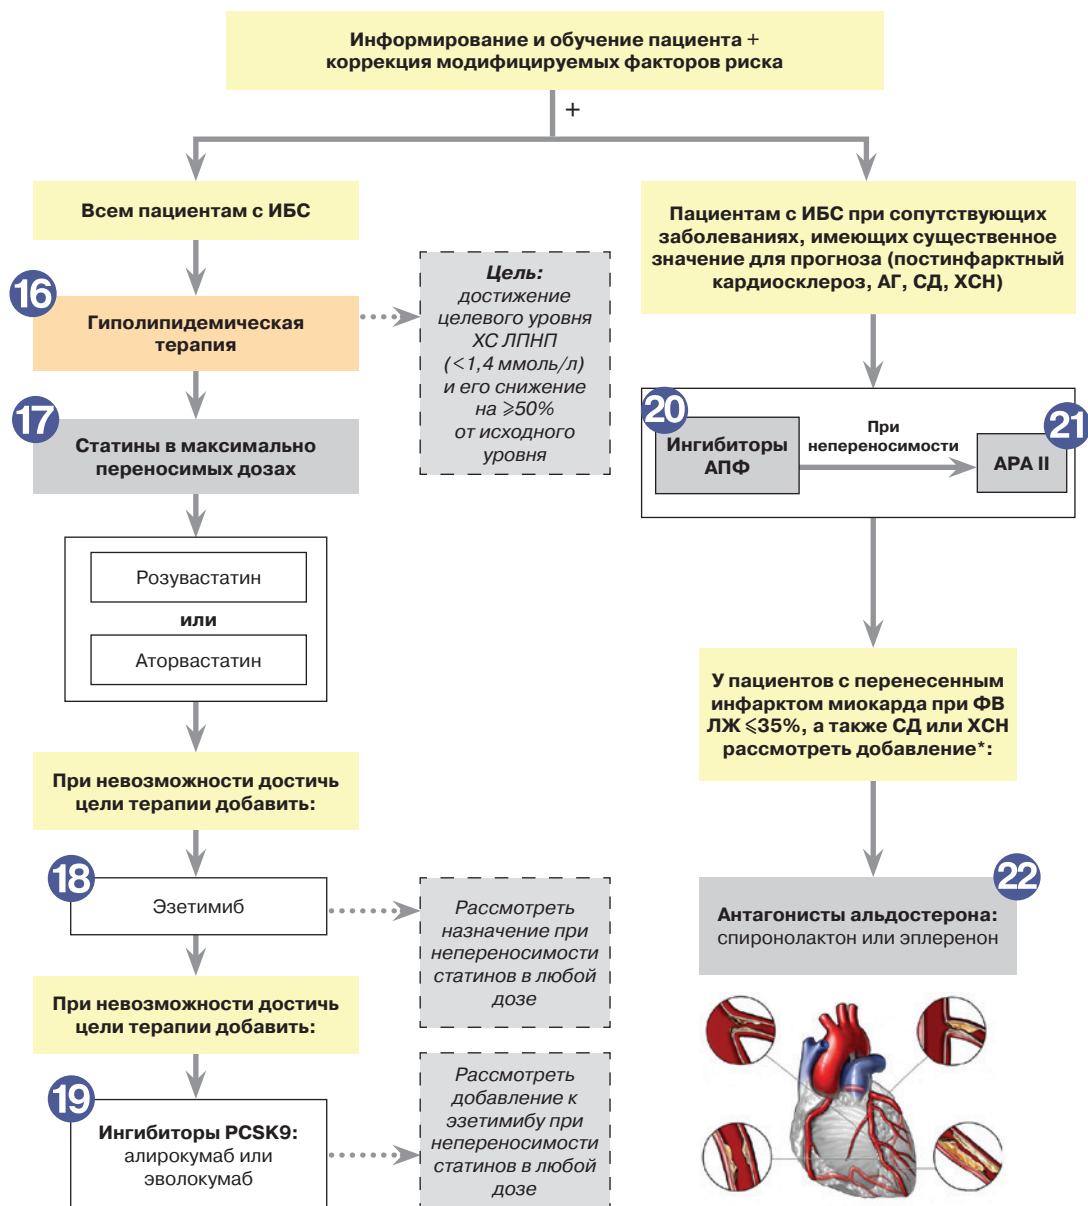 Информирование и обучение пациента +
коррекция модифицируемых факторов риска
+
Всем пациентам с ИБС
16
Гиполипидемическая
терапия
Цель:
достижение
целевого уровня
ХС ЛПНП
(<1,4 ммоль/л)
и его снижение
на ⩾50%
от исходного
уровня
17
Статины в максимально
переносимых дозах
Розувастатин
или
Аторвастатин
При невозможности достичь
цели терапии добавить:
18
Эзетимиб
Рассмотреть
назначение при
непереносимости
статинов в любой
дозе
При невозможности достичь
цели терапии добавить:
19
Ингибиторы PCSK9:
алирокумаб или
эволокумаб
Рассмотреть
добавление к
эзетимибу при
непереносимости
статинов в любой
дозе
Пациентам с ИБС при сопутствующих
заболеваниях, имеющих существенное
значение для прогноза (постинфарктный
кардиосклероз, АГ, СД, ХСН)
20
Ингибиторы
АПФ
При
непереносимости
21
АРА II
У пациентов с перенесенным
инфарктом миокарда при ФВ
ЛЖ ⩽35%, а также СД или ХСН
рассмотреть добавление*:
22
Антагонисты альдостерона:
спиронолактон или эплеренон